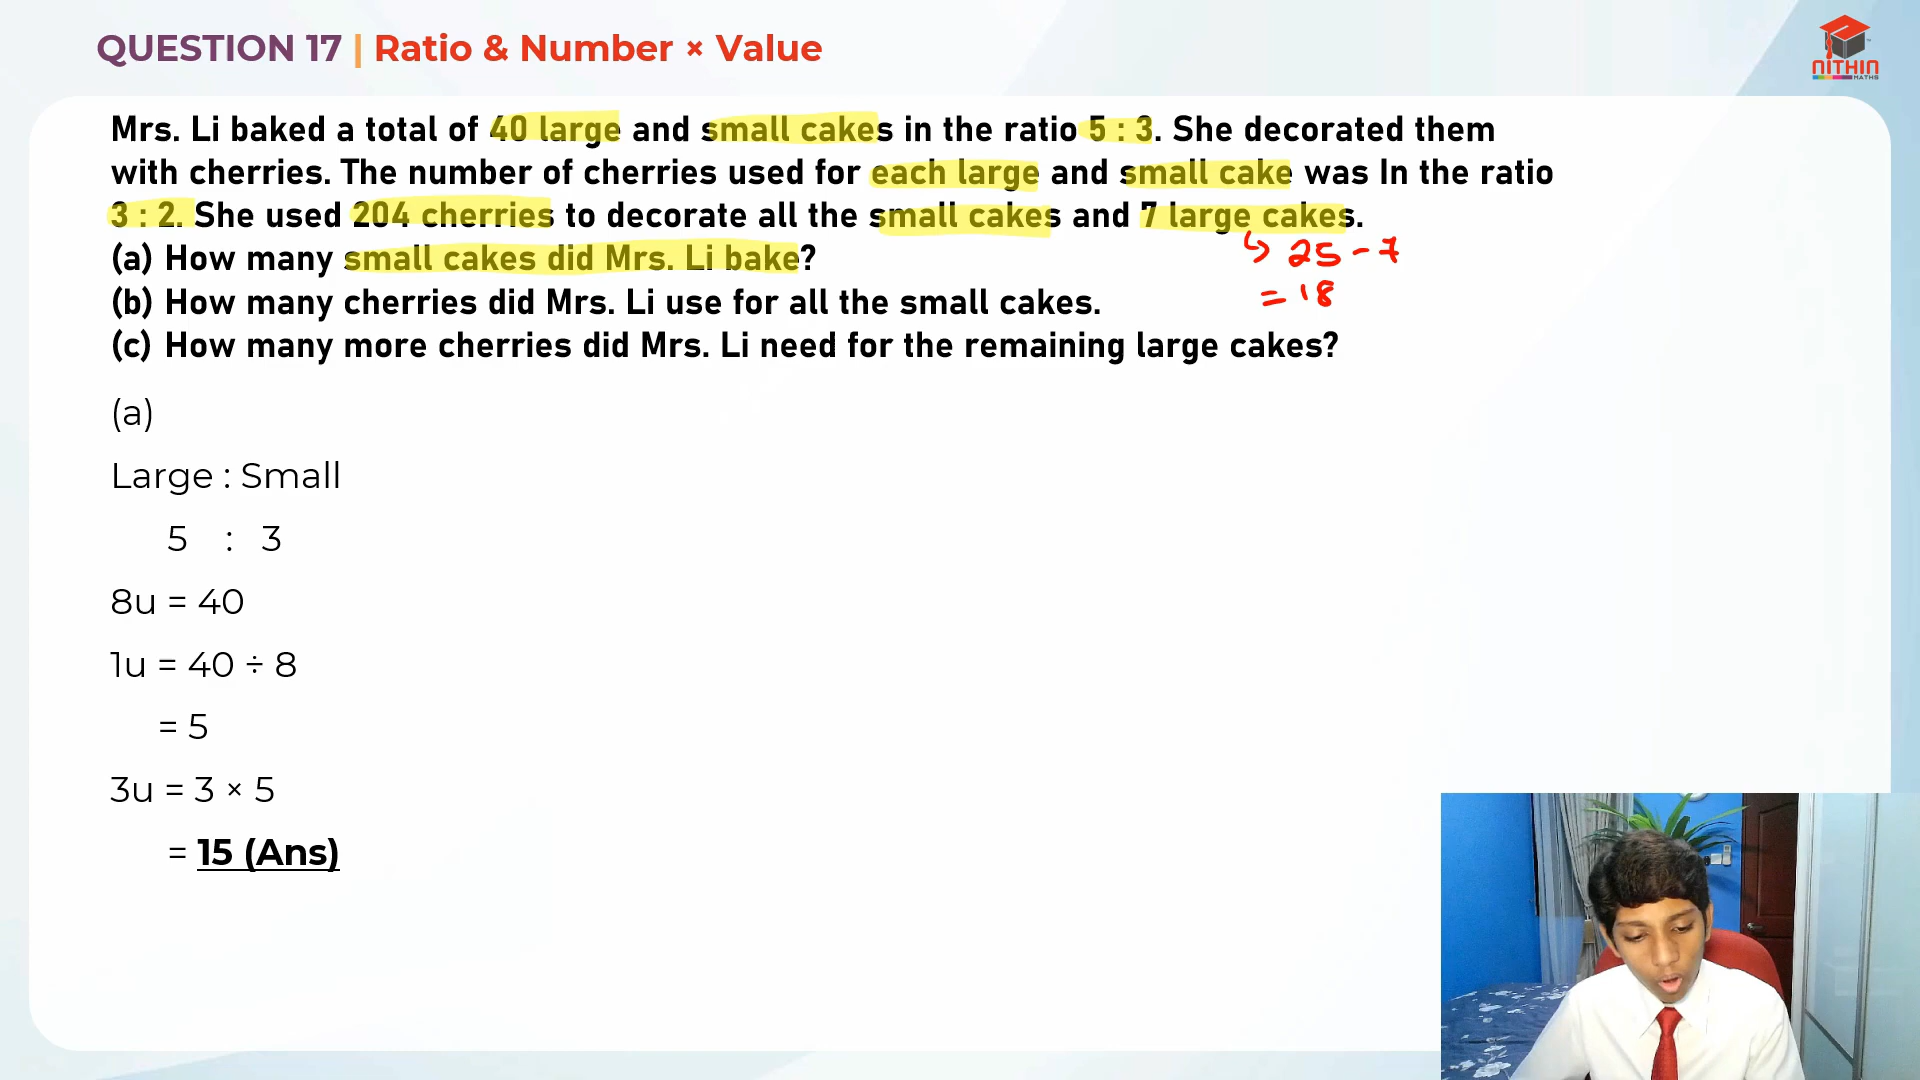 QUESTION 17 | Ratio & Number × Value
NITHIN
MATHS
Mrs. Li baked a total of 40 large and small cakes in the ratio 5 : 3. She decorated them
with cherries. The number of cherries used for each large and small cake was In the ratio
3 : 2. She used 204 cherries to decorate all the small cakes and 7 large cakes.
(a) How many small cakes did Mrs. Li bake?
↳ 25 - 7
(b) How many cherries did Mrs. Li use for all the small cakes.
= 18
(c) How many more cherries did Mrs. Li need for the remaining large cakes?
(a)
Large : Small
5 : 3
8u = 40
1u = 40 ÷ 8
= 5
3u = 3 × 5
= 15 (Ans)